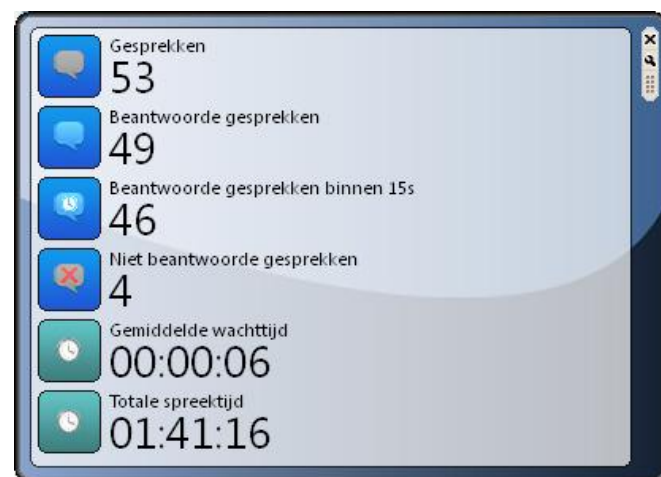 Gesprekken
53
Beantwoorde gesprekken
49
Beantwoorde gesprekken binnen 15s
46
Niet beantwoorde gesprekken
4
Gemiddelde wachttijd
00:00:06
Totale spreektijd
01:41:16